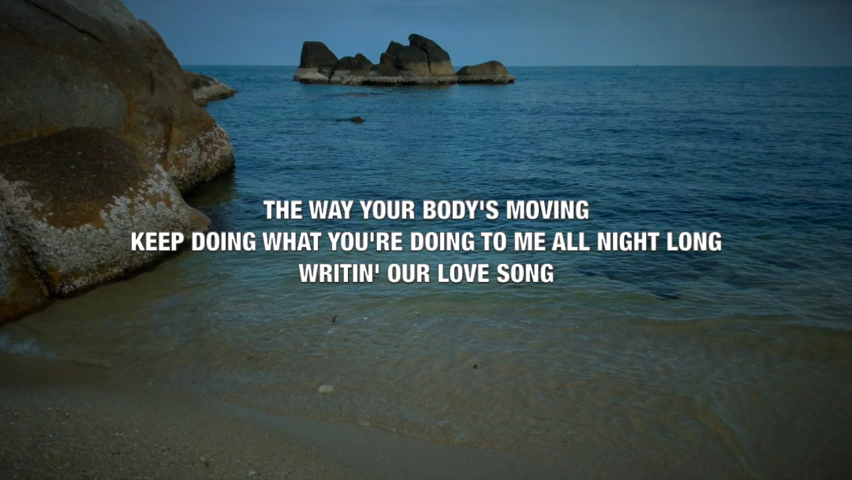 THE WAY YOUR BODY'S MOVING
KEEP DOING WHAT YOU'RE DOING TO ME ALL NIGHT LONG
WRITIN' OUR LOVE SONG